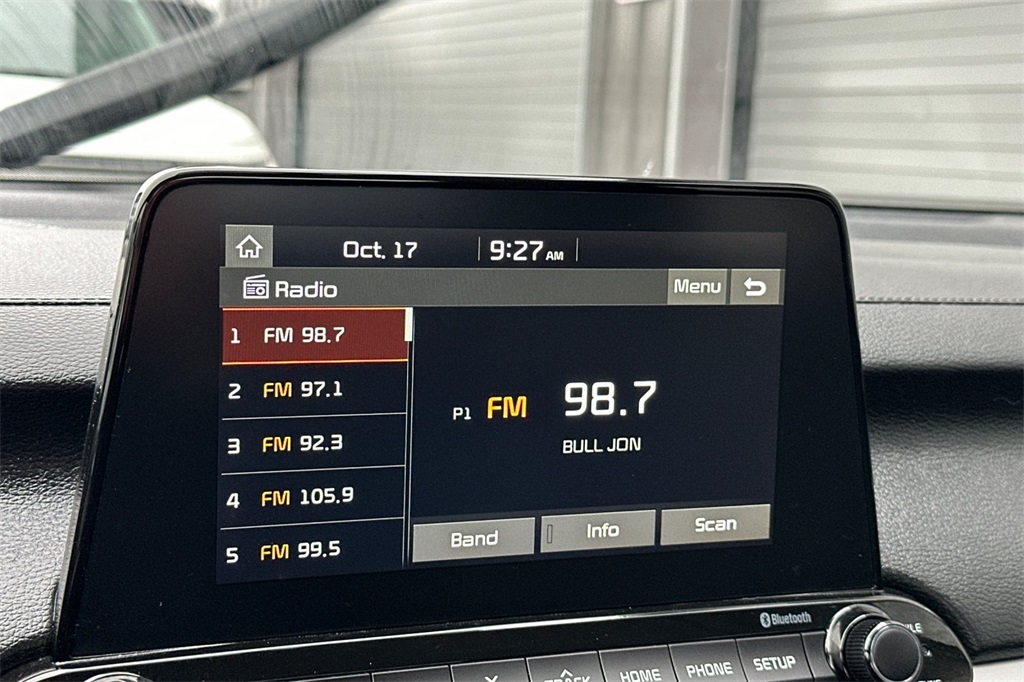 Oct. 17 9:27 AM
Radio Menu
1 FM 98.7
2 FM 97.1
3 FM 92.3
4 FM 105.9
5 FM 99.5
P1 FM 98.7
BULL JON
Band Info Scan
Bluetooth
HOME PHONE SETUP